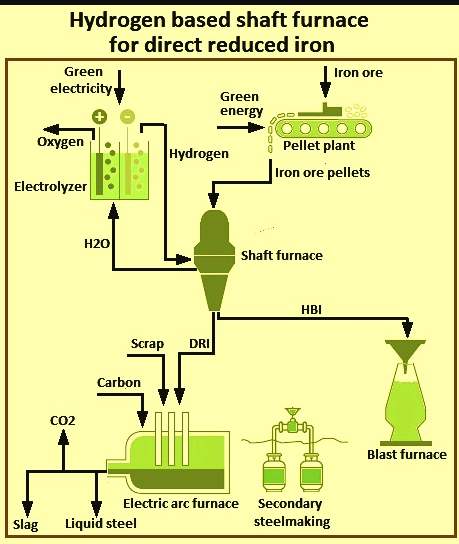 Hydrogen based shaft furnace
for direct reduced iron
Green
electricity
Iron ore
Green
energy
+
−
Oxygen
Hydrogen
Pellet plant
Iron ore pellets
Electrolyzer
H2O
Shaft furnace
HBI
Scrap
DRI
Carbon
CO2
Blast furnace
Electric arc furnace
Secondary
steelmaking
Slag
Liquid steel